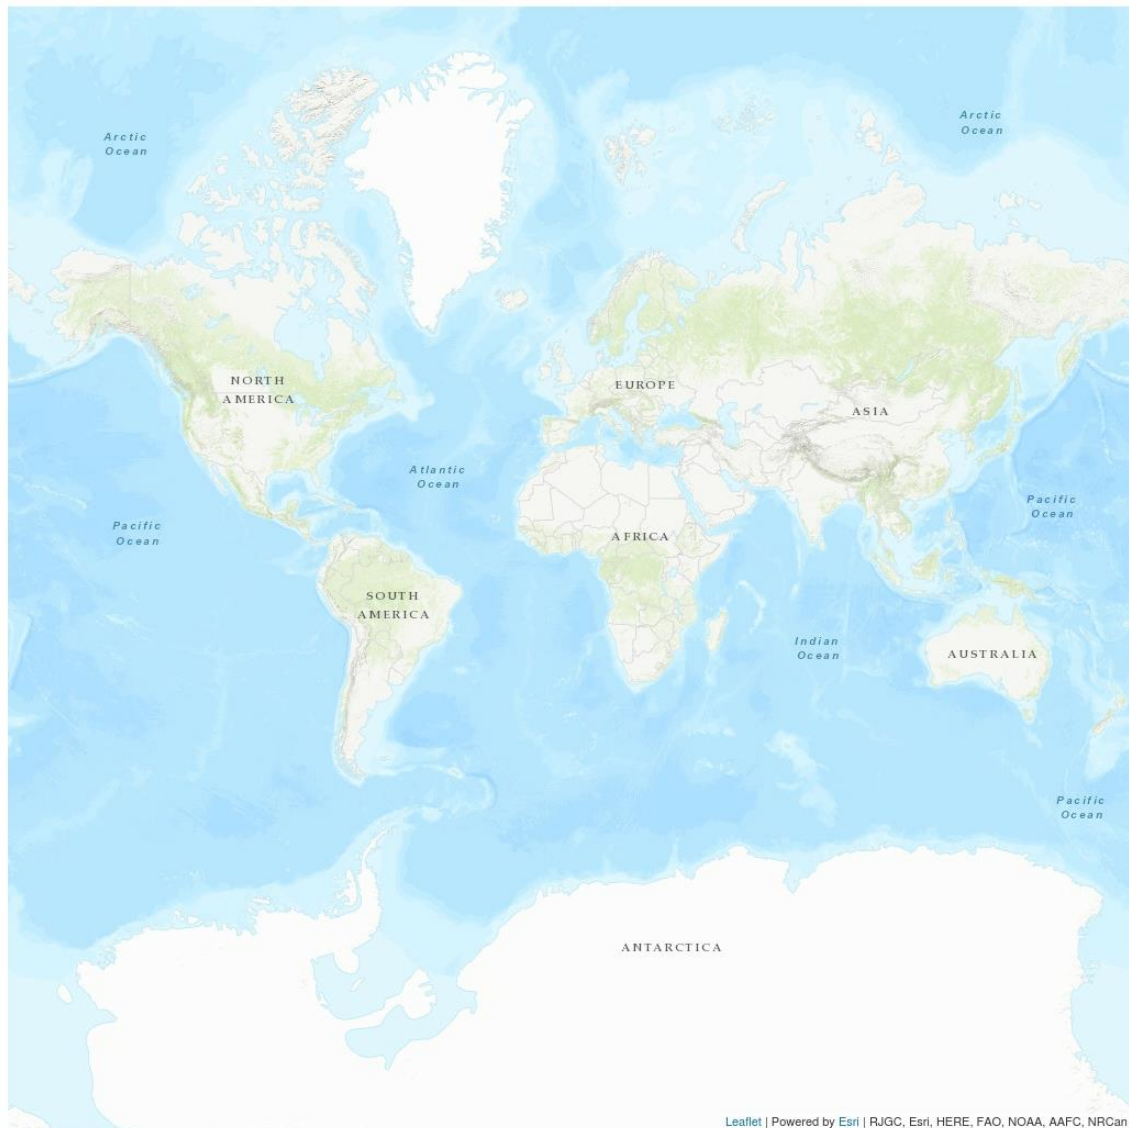 Arctic
Ocean
Arctic
Ocean
NORTH
AMERICA
EUROPE
ASIA
Atlantic
Ocean
Pacific
Ocean
Pacific
Ocean
AFRICA
SOUTH
AMERICA
Indian
Ocean
AUSTRALIA
Pacific
Ocean
ANTARCTICA
Leaflet | Powered by Esri | RJGC, Esri, HERE, FAO, NOAA, AAFC, NRCan